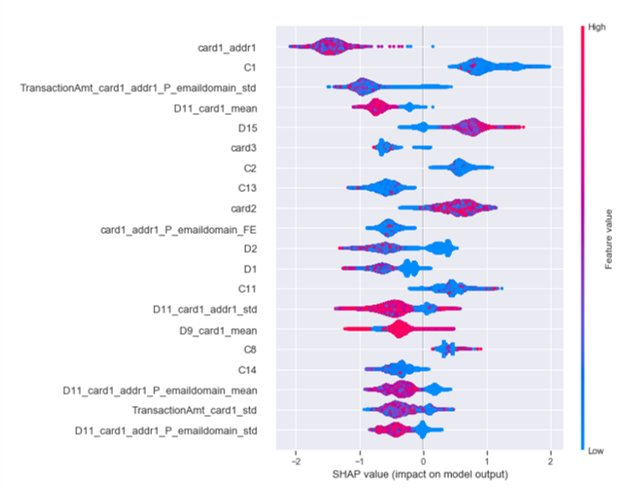 High
card1_addr1
C1
TransactionAmt_card1_addr1_P_emaildomain_std
D11_card1_mean
D15
card3
C2
C13
card2
card1_addr1_P_emaildomain_FE
D2
D1
C11
D11_card1_addr1_std
D9_card1_mean
C8
C14
D11_card1_addr1_P_emaildomain_mean
TransactionAmt_card1_std
D11_card1_addr1_P_emaildomain_std
Feature value
Low
−2 −1 0 1 2
SHAP value (impact on model output)